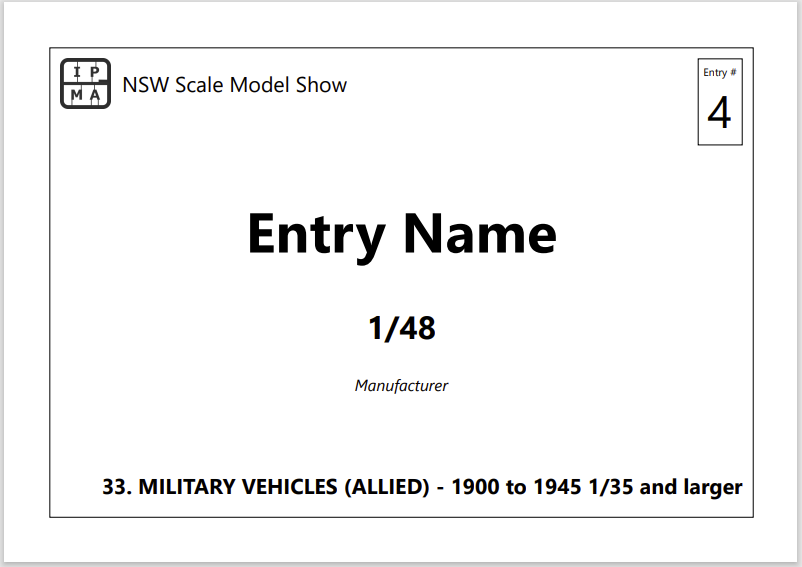 I P
M A
NSW Scale Model Show
Entry #
4
Entry Name
1/48
Manufacturer
33. MILITARY VEHICLES (ALLIED) - 1900 to 1945 1/35 and larger